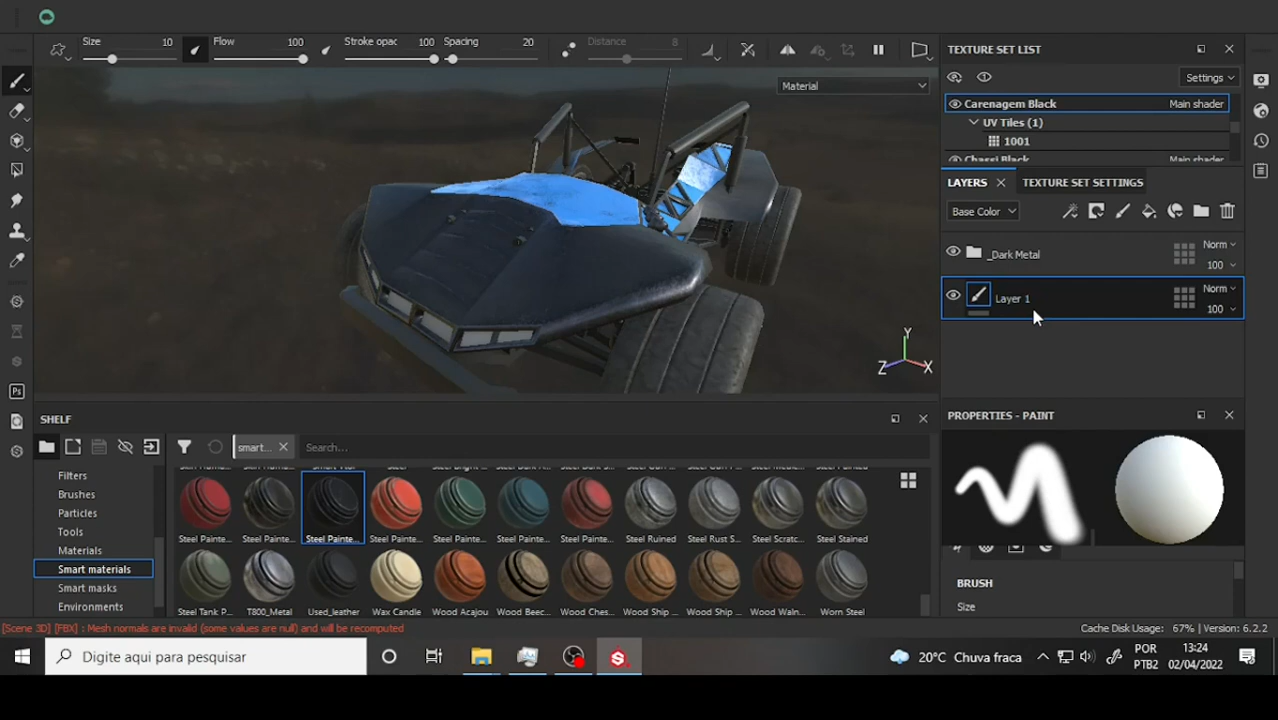 Size 10 Flow 100 Stroke opac 100 Spacing 20 Distance 8
Material
Y
Z X
TEXTURE SET LIST
Settings
Carenagem Black Main shader
UV Tiles (1)
1001
Chassi Black Main shader
LAYERS TEXTURE SET SETTINGS
Base Color
_Dark Metal Norm 100
Layer 1 Norm 100
PROPERTIES - PAINT
BRUSH
Size
SHELF
smart... Search...
Filters
Brushes
Particles
Tools
Materials
Smart materials
Smart masks
Environments
Steel Painte... Steel Painte... Steel Painte... Steel Painte... Steel Painte... Steel Painte... Steel Painte... Steel Ruined Steel Rust S... Steel Scratc... Steel Stained
Steel Tank P... T800_Metal Used_leather Wax Candle Wood Acajou Wood Beec... Wood Ches... Wood Ship ... Wood Ship ... Wood Waln... Worn Steel
[Scene 3D] [FBX] : Mesh normals are invalid (some values are null) and will be recomputed
Cache Disk Usage: 67% | Version: 6.2.2
Ps
Digite aqui para pesquisar
20°C Chuva fraca
POR
PTB2
13:24
02/04/2022